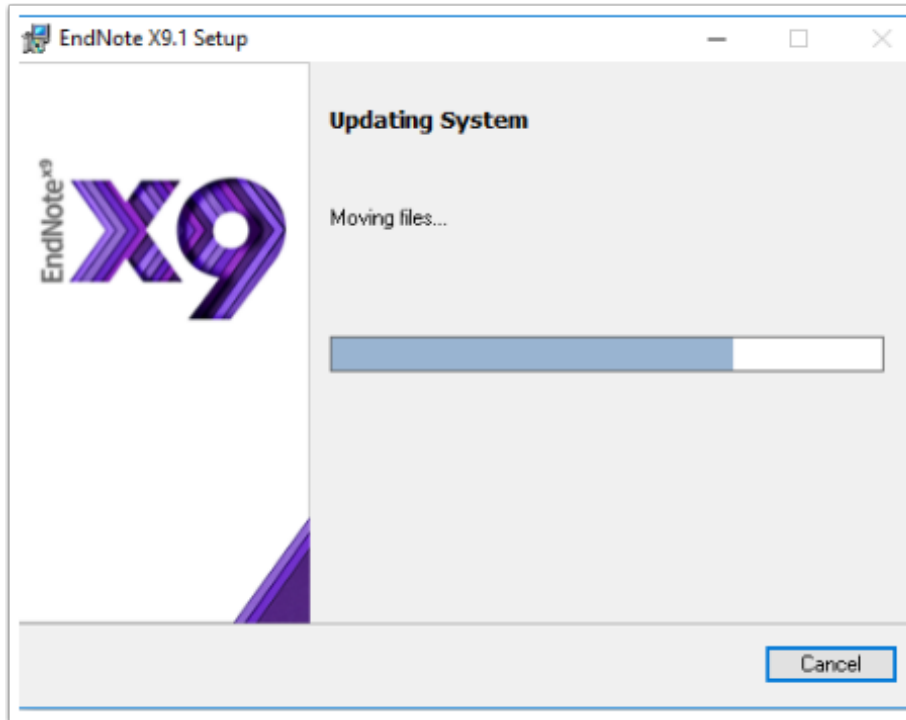 EndNote X9.1 Setup
EndNote x9
X9
Updating System
Moving files...
Cancel